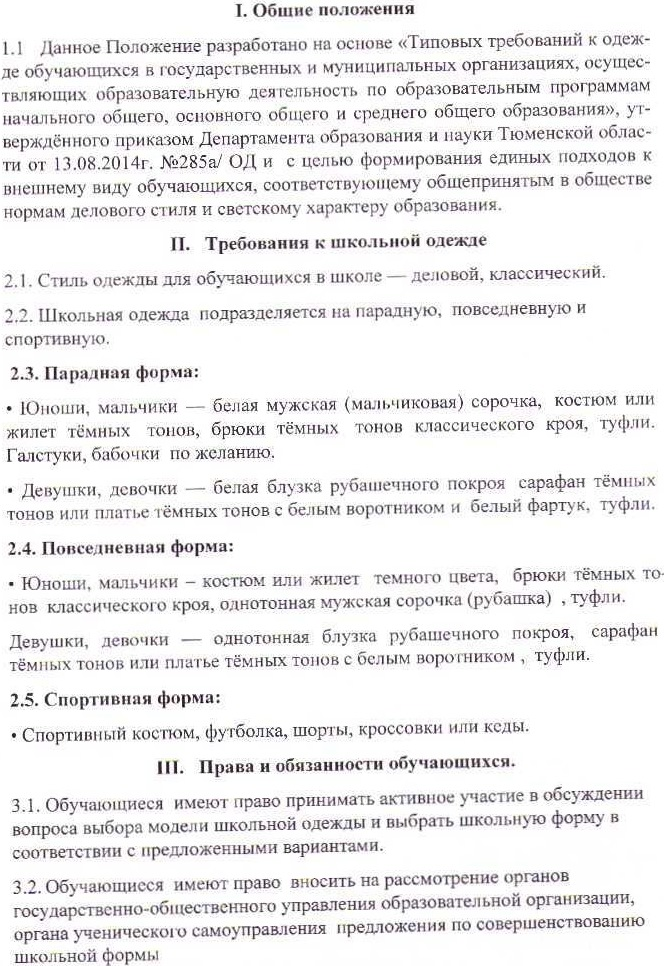 I. Общие положения
1.1 Данное Положение разработано на основе «Типовых требований к одеж-
де обучающихся в государственных и муниципальных организациях, осущес-
твляющих образовательную деятельность по образовательным программам
начального общего, основного общего и среднего общего образования», ут-
верждённого приказом Департамента образования и науки Тюменской облас-
ти от 13.08.2014г. №285а/ ОД и с целью формирования единых подходов к
внешнему виду обучающихся, соответствующему общепринятым в обществе
нормам делового стиля и светскому характеру образования.
II. Требования к школьной одежде
2.1. Стиль одежды для обучающихся в школе — деловой, классический.
2.2. Школьная одежда подразделяется на парадную, повседневную и
спортивную.
2.3. Парадная форма:
• Юноши, мальчики — белая мужская (мальчиковая) сорочка, костюм или
жилет тёмных тонов, брюки тёмных тонов классического кроя, туфли.
Галстуки, бабочки по желанию.
• Девушки, девочки — белая блузка рубашечного покроя сарафан тёмных
тонов или платье тёмных тонов с белым воротником и белый фартук, туфли.
2.4. Повседневная форма:
• Юноши, мальчики – костюм или жилет темного цвета, брюки тёмных то-
нов классического кроя, однотонная мужская сорочка (рубашка) , туфли.
Девушки, девочки — однотонная блузка рубашечного покроя, сарафан
тёмных тонов или платье тёмных тонов с белым воротником , туфли.
2.5. Спортивная форма:
• Спортивный костюм, футболка, шорты, кроссовки или кеды.
III. Права и обязанности обучающихся.
3.1. Обучающиеся имеют право принимать активное участие в обсуждении
вопроса выбора модели школьной одежды и выбрать школьную форму в
соответствии с предложенными вариантами.
3.2. Обучающиеся имеют право вносить на рассмотрение органов
государственно-общественного управления образовательной организации,
органа ученического самоуправления предложения по совершенствованию
школьной формы